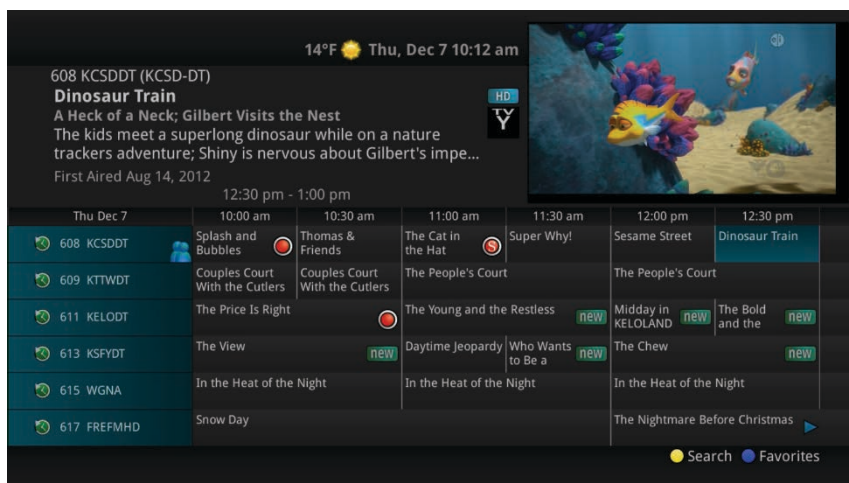 14°F Thu, Dec 7 10:12 am
608 KCSDDT (KCSD-DT)
Dinosaur Train
HD
A Heck of a Neck; Gilbert Visits the Nest
TV Y
The kids meet a superlong dinosaur while on a nature
trackers adventure; Shiny is nervous about Gilbert's impe...
First Aired Aug 14, 2012
12:30 pm - 1:00 pm
Thu Dec 7 10:00 am 10:30 am 11:00 am 11:30 am 12:00 pm 12:30 pm
608 KCSDDT
Splash and
Bubbles
Thomas &
Friends
The Cat in
the Hat
S
Super Why!
Sesame Street
Dinosaur Train
609 KTTWDT
Couples Court
With the Cutlers
Couples Court
With the Cutlers
The People's Court
The People's Court
611 KELODT
The Price Is Right
The Young and the Restless
new
Midday in
KELOLAND
new
The Bold
and the
new
613 KSFYDT
The View
new
Daytime Jeopardy
Who Wants
to Be a
new
The Chew
new
615 WGNA
In the Heat of the Night
In the Heat of the Night
In the Heat of the Night
617 FREFMHD
Snow Day
The Nightmare Before Christmas
Search Favorites